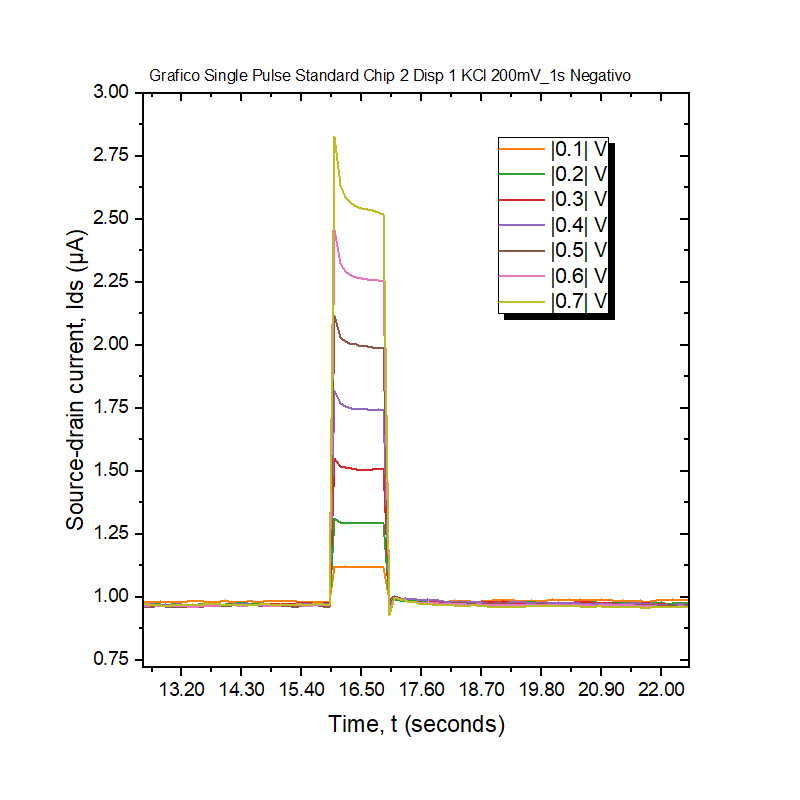 Grafico Single Pulse Standard Chip 2 Disp 1 KCl 200mV_1s Negativo
3.00
2.75
2.50
2.25
2.00
1.75
1.50
1.25
1.00
0.75
Source-drain current, Ids (µA)
|0.1| V
|0.2| V
|0.3| V
|0.4| V
|0.5| V
|0.6| V
|0.7| V
13.20 14.30 15.40 16.50 17.60 18.70 19.80 20.90 22.00
Time, t (seconds)